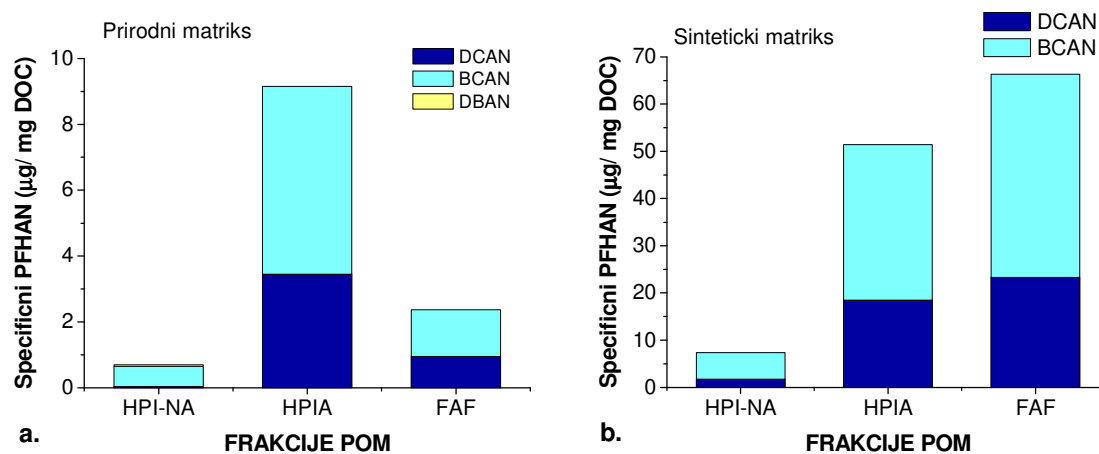 Prirodni matriks
DCAN
BCAN
DBAN
Specificni PFHAN (µg/ mg DOC)
10
8
6
4
2
0
HPI-NA HPIA FAF
FRAKCIJE POM
a.
Sinteticki matriks
DCAN
BCAN
Specificni PFHAN (µg/ mg DOC)
70
60
50
40
30
20
10
0
HPI-NA HPIA FAF
FRAKCIJE POM
b.